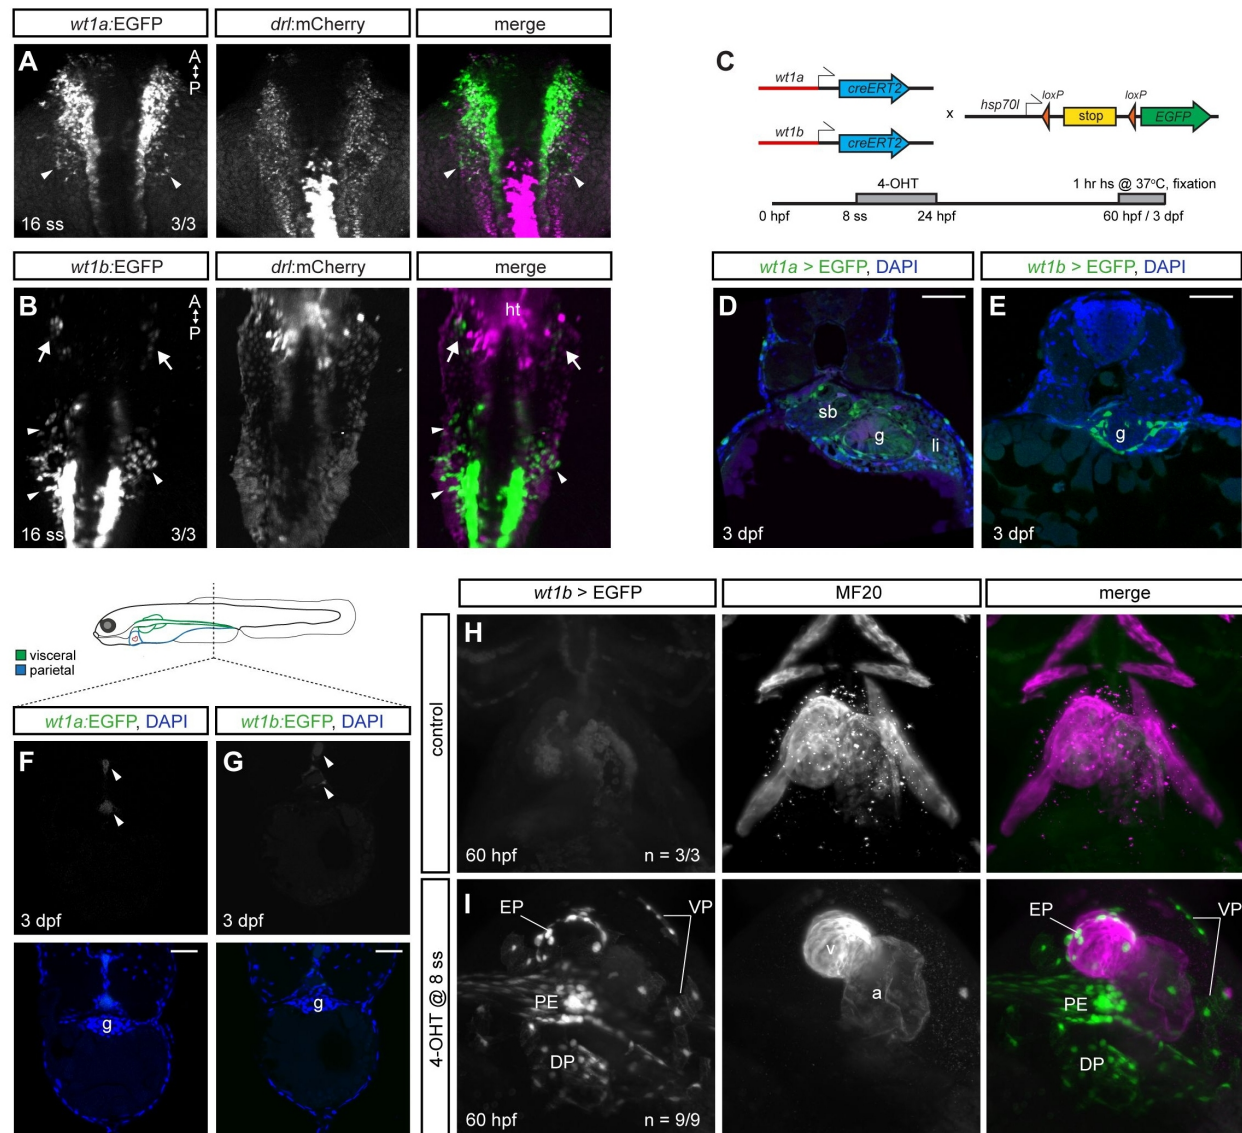 wt1a:EGFP drl:mCherry merge
A A P
16 ss 3/3
wt1b:EGFP drl:mCherry merge
B A P ht
16 ss 3/3
C
wt1a creERT2
wt1b creERT2
x
hsp70l loxP stop loxP EGFP
4-OHT 1 hr hs @ 37°C, fixation
0 hpf 8 ss 24 hpf 60 hpf / 3 dpf
wt1a > EGFP, DAPI wt1b > EGFP, DAPI
D sb g li
3 dpf
E g
3 dpf
visceral
parietal
wt1a:EGFP, DAPI wt1b:EGFP, DAPI
F G
3 dpf 3 dpf
g g
wt1b > EGFP MF20 merge
control
H
60 hpf n = 3/3
4-OHT @ 8 ss
I EP VP v a EP VP
PE PE
DP DP
60 hpf n = 9/9